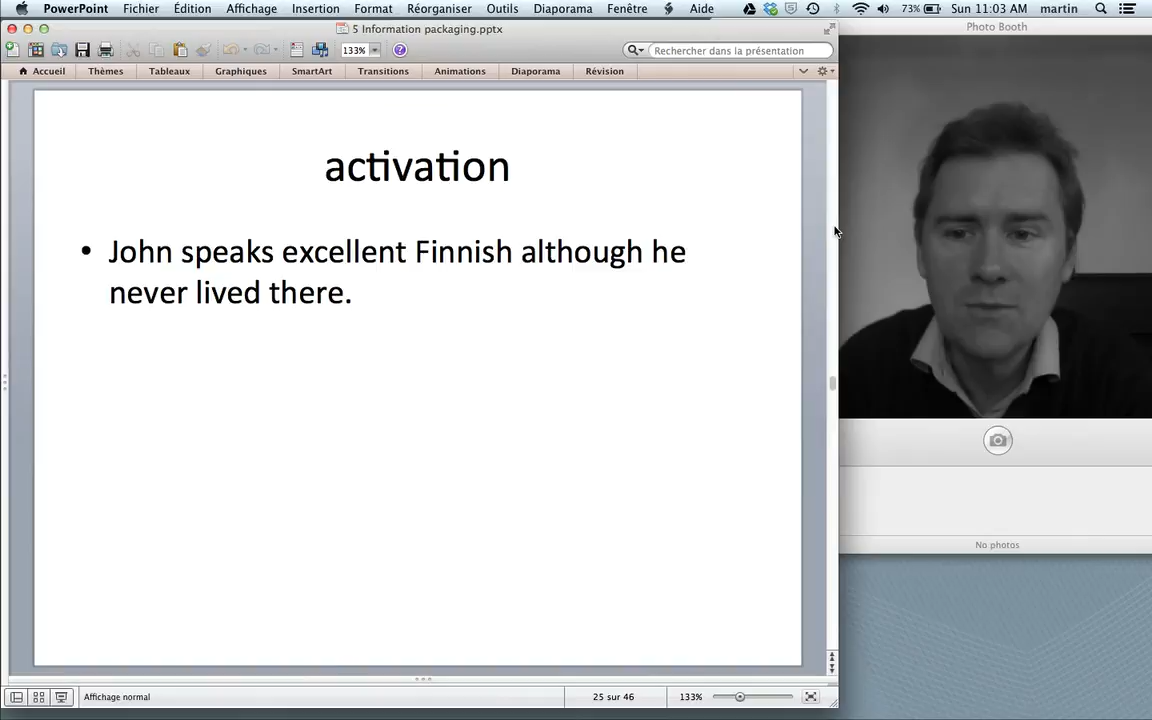 PowerPoint Fichier Édition Affichage Insertion Format Réorganiser Outils Diaporama Fenêtre Aide 73% Sun 11:03 AM martin
5 Information packaging.pptx
Photo Booth
133% Rechercher dans la présentation
Accueil Thèmes Tableaux Graphiques SmartArt Transitions Animations Diaporama Révision
activation
• John speaks excellent Finnish although he
never lived there.
No photos
Affichage normal 25 sur 46 133%